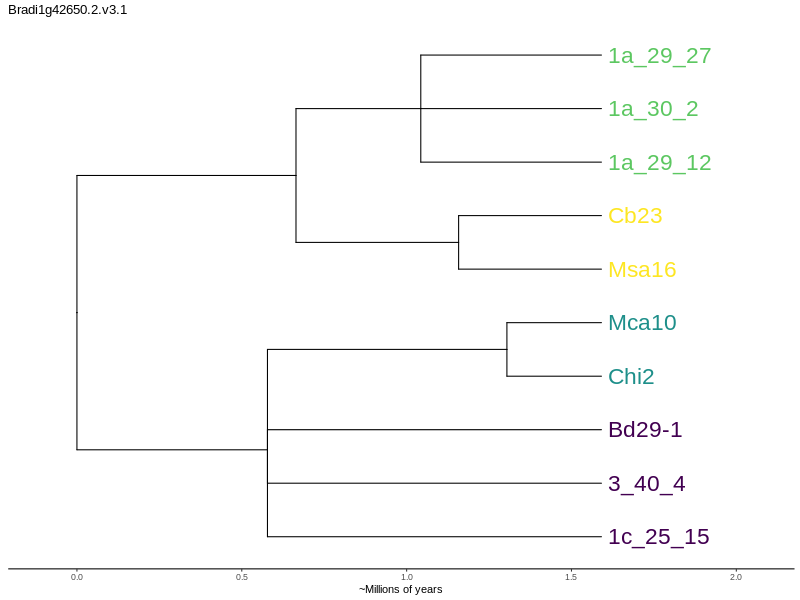 Bradi1g42650.2.v3.1
1a_29_27
1a_30_2
1a_29_12
Cb23
Msa16
Mca10
Chi2
Bd29-1
3_40_4
1c_25_15
0.0 0.5 1.0 1.5 2.0
~Millions of years